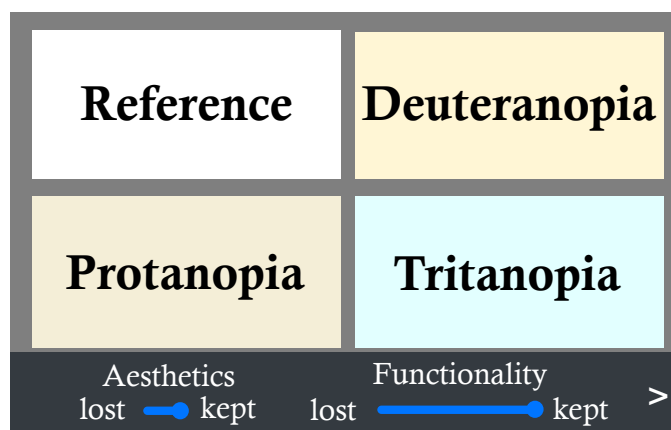 Reference
Deuteranopia
Protanopia
Tritanopia
Aesthetics
lost kept
Functionality
lost kept
>